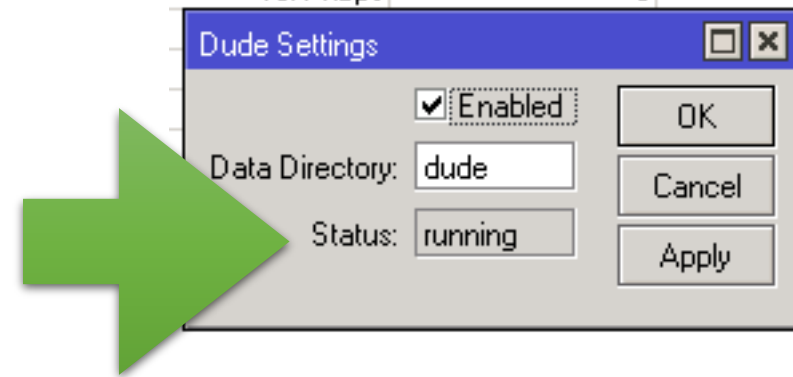 Dude Settings
Enabled
OK
Data Directory: dude
Cancel
Status: running
Apply